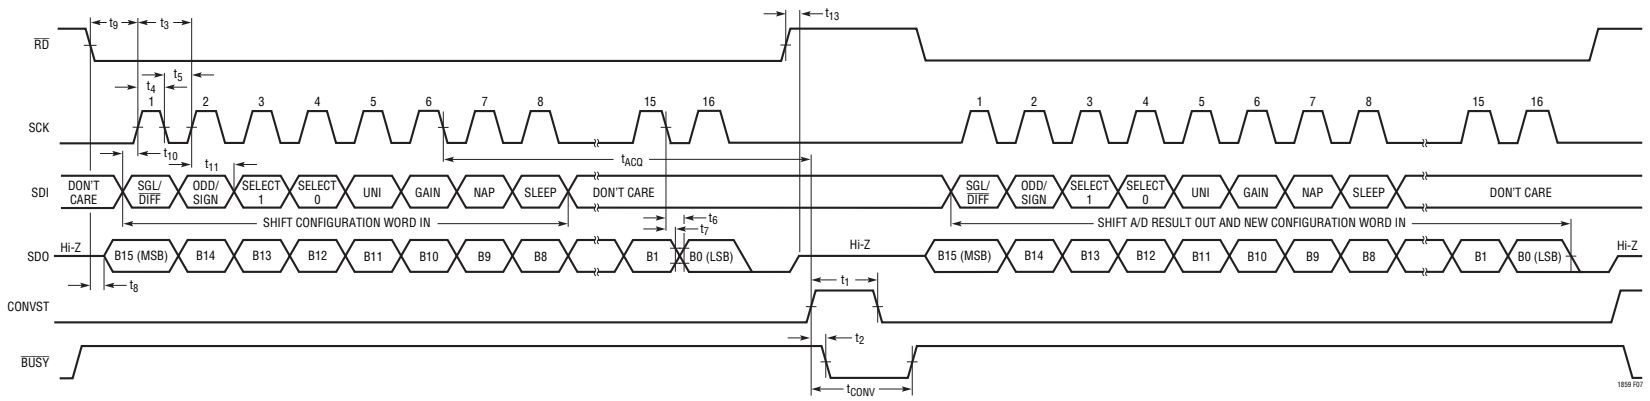 t9 t3 t13
RD
t5
t4
1 2 3 4 5 6 7 8 15 16 1 2 3 4 5 6 7 8 15 16
SCK
t10
t11
tACQ
SDI DON'T CARE SGL/DIFF ODD/SIGN SELECT 1 SELECT 0 UNI GAIN NAP SLEEP DON'T CARE SGL/DIFF ODD/SIGN SELECT 1 SELECT 0 UNI GAIN NAP SLEEP DON'T CARE
SHIFT CONFIGURATION WORD IN t6 SHIFT A/D RESULT OUT AND NEW CONFIGURATION WORD IN
t7
Hi-Z Hi-Z Hi-Z
SDO B15 (MSB) B14 B13 B12 B11 B10 B9 B8 B1 B0 (LSB) B15 (MSB) B14 B13 B12 B11 B10 B9 B8 B1 B0 (LSB)
t8
t1
CONVST
t2
BUSY
tCONV
1859 F07